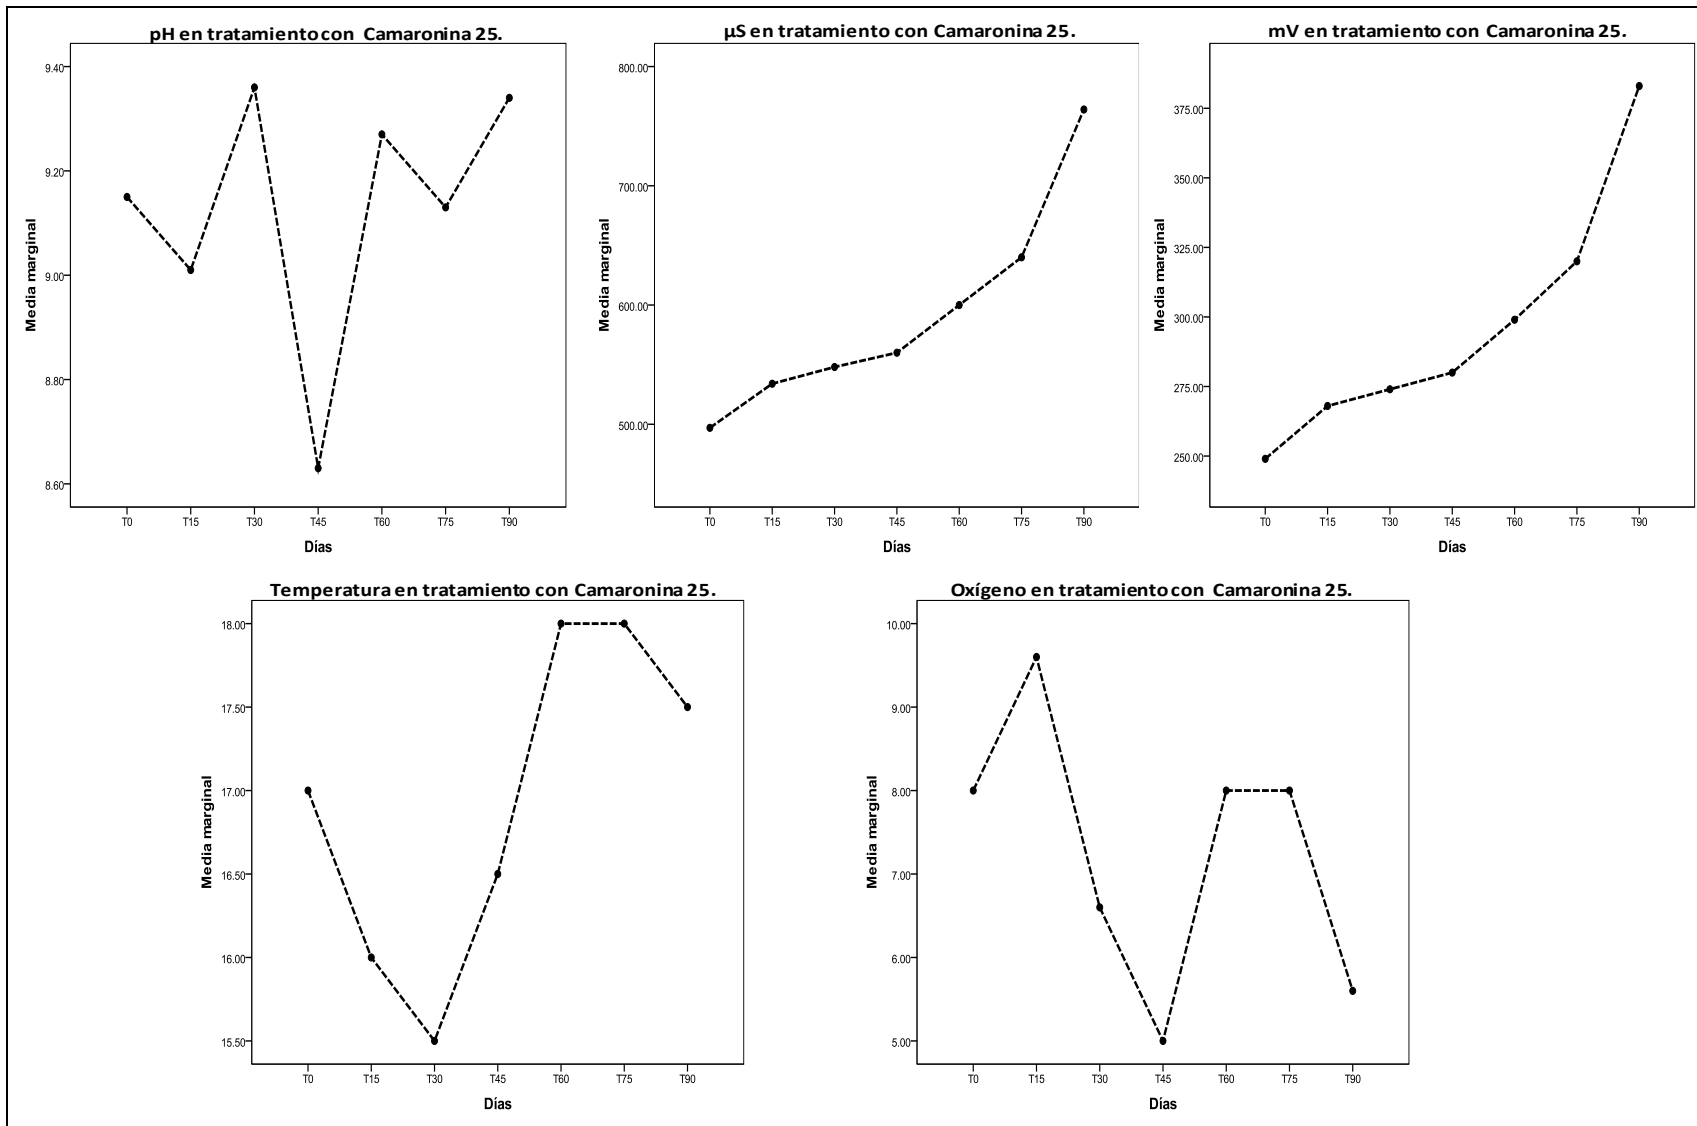 pH en tratamiento con Camaronina 25.
9.40
9.20
9.00
8.80
8.60
Media marginal
T0 T15 T30 T45 T60 T75 T90
Días
µS en tratamiento con Camaronina 25.
800.00
700.00
600.00
500.00
Media marginal
T0 T15 T30 T45 T60 T75 T90
Días
mV en tratamiento con Camaronina 25.
375.00
350.00
325.00
300.00
275.00
250.00
Media marginal
T0 T15 T30 T45 T60 T75 T90
Días
Temperatura en tratamiento con Camaronina 25.
18.00
17.50
17.00
16.50
16.00
15.50
Media marginal
T0 T15 T30 T45 T60 T75 T90
Días
Oxígeno en tratamiento con Camaronina 25.
10.00
9.00
8.00
7.00
6.00
5.00
Media marginal
T0 T15 T30 T45 T60 T75 T90
Días